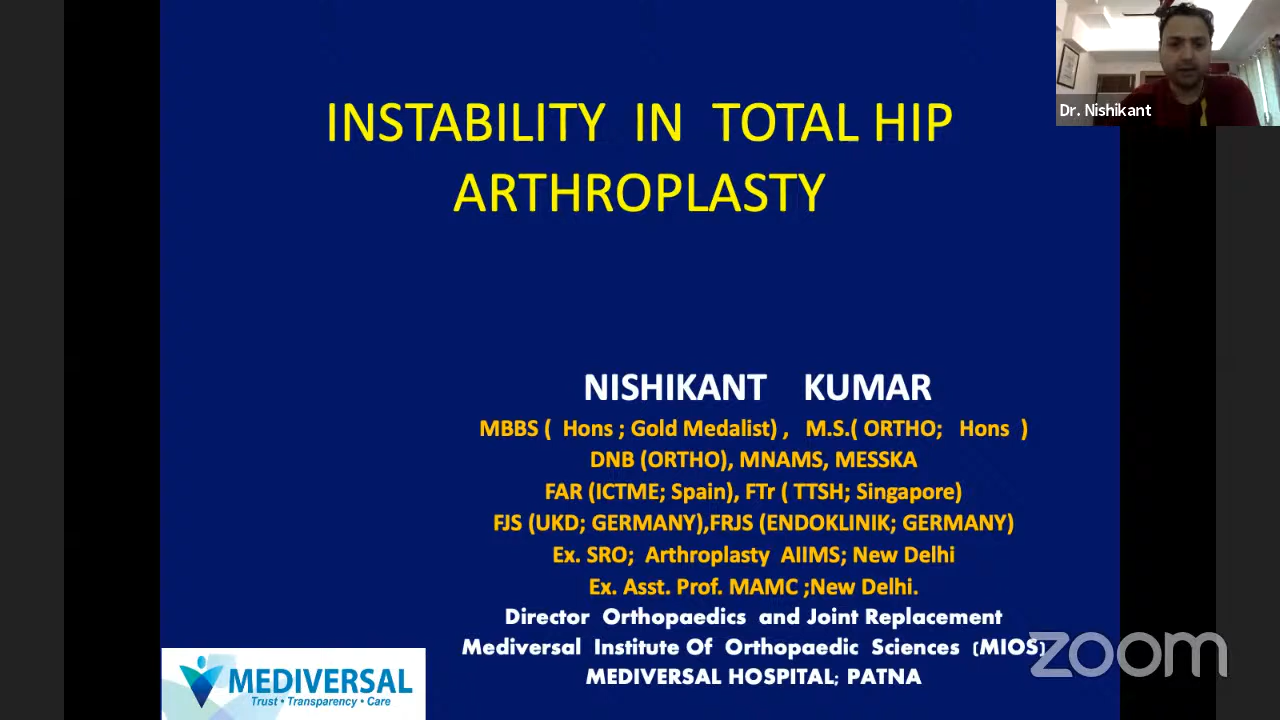 Dr. Nishikant
INSTABILITY IN TOTAL HIP
ARTHROPLASTY
NISHIKANT KUMAR
MBBS ( Hons ; Gold Medalist) , M.S.( ORTHO; Hons )
DNB (ORTHO), MNAMS, MESSKA
FAR (ICTME; Spain), FTr ( TTSH; Singapore)
FJS (UKD; GERMANY),FRJS (ENDOKLINIK; GERMANY)
Ex. SRO; Arthroplasty AIIMS; New Delhi
Ex. Asst. Prof. MAMC ;New Delhi.
Director Orthopaedics and Joint Replacement
Mediversal Institute Of Orthopaedic Sciences (MIOS)
MEDIVERSAL HOSPITAL; PATNA
zoom
MEDIVERSAL
Trust • Transparency • Care